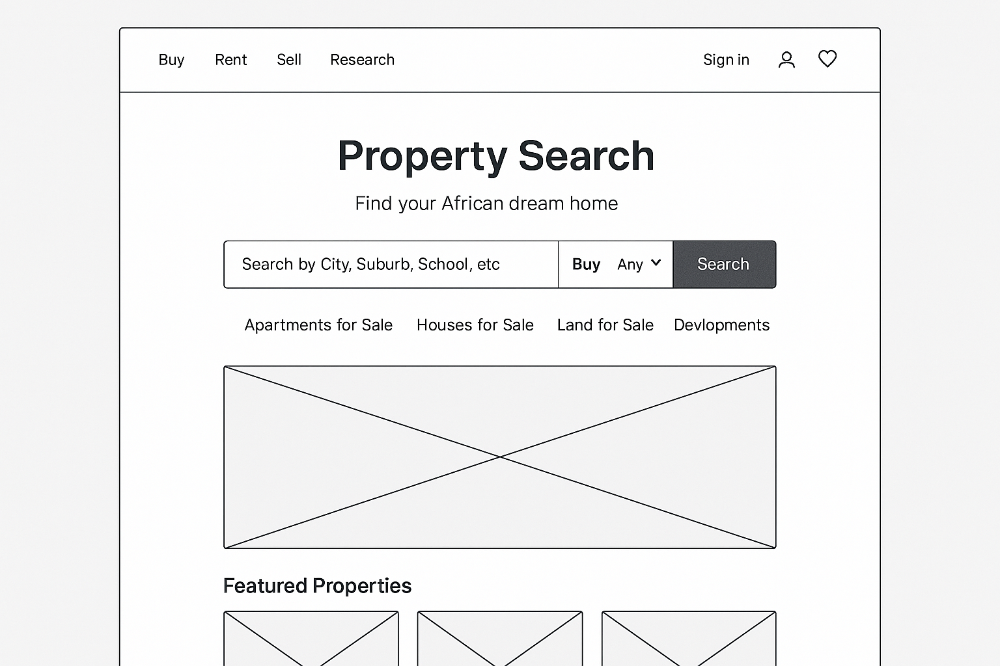 Buy Rent Sell Research Sign in
Property Search
Find your African dream home
Search by City, Suburb, School, etc Buy Any Search
Apartments for Sale Houses for Sale Land for Sale Devlopments
Featured Properties